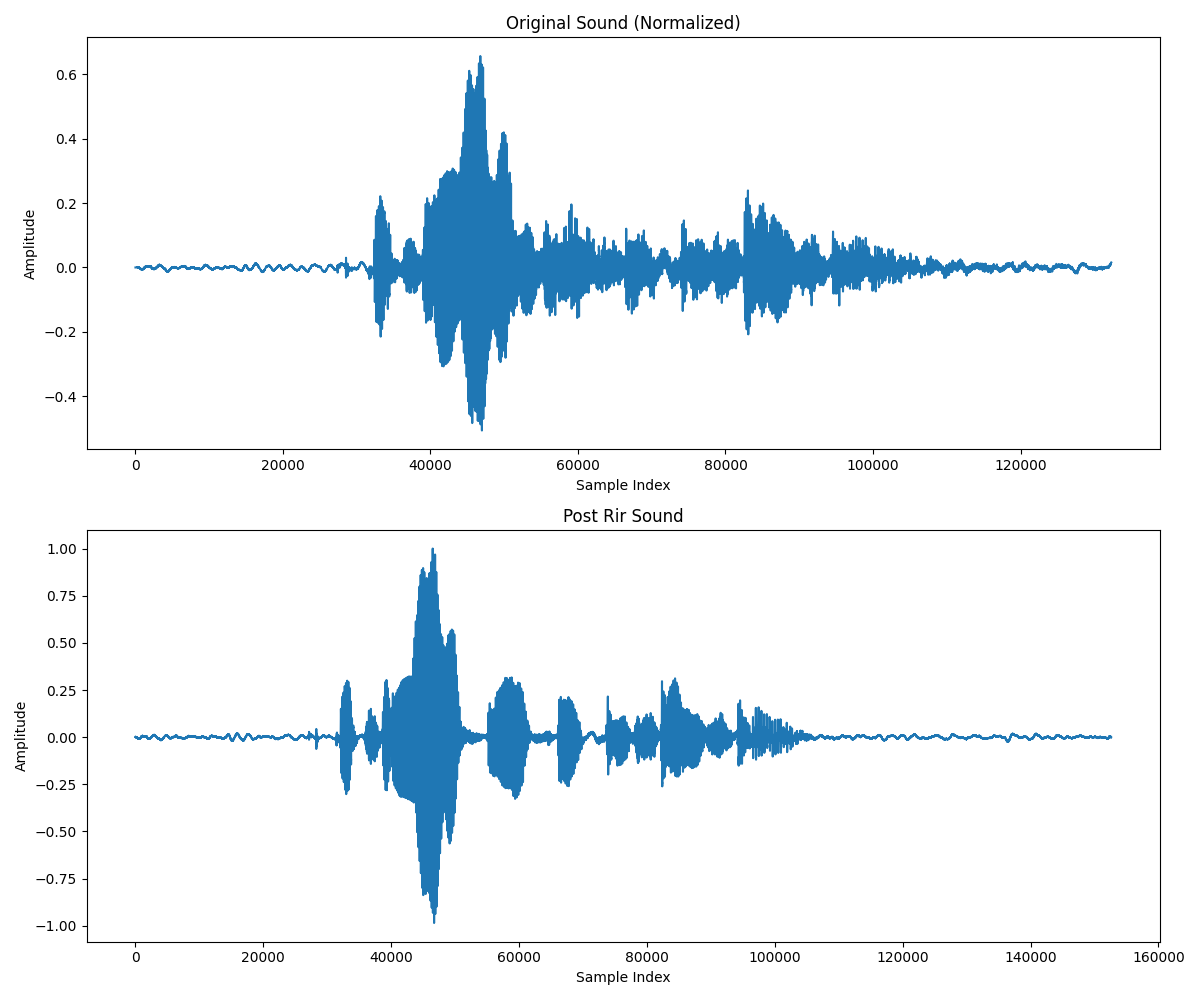 Original Sound (Normalized)
0.6
0.4
0.2
0.0
−0.2
−0.4
Amplitude
0 20000 40000 60000 80000 100000 120000
Sample Index
Post Rir Sound
1.00
0.75
0.50
0.25
0.00
−0.25
−0.50
−0.75
−1.00
Amplitude
0 20000 40000 60000 80000 100000 120000 140000 160000
Sample Index